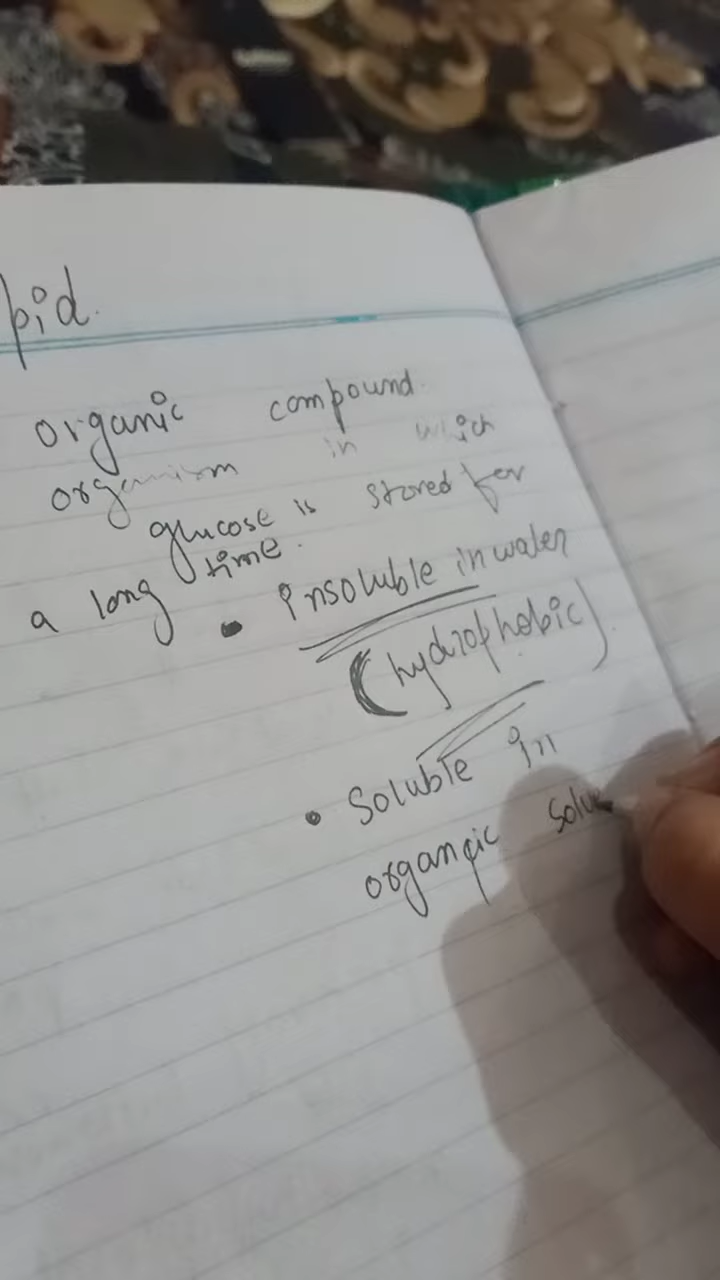 pid.
organic compound.
organism in which
glucose is stored for
a long time.
• insoluble in water
(hydrophobic)
• Soluble in
organic solu